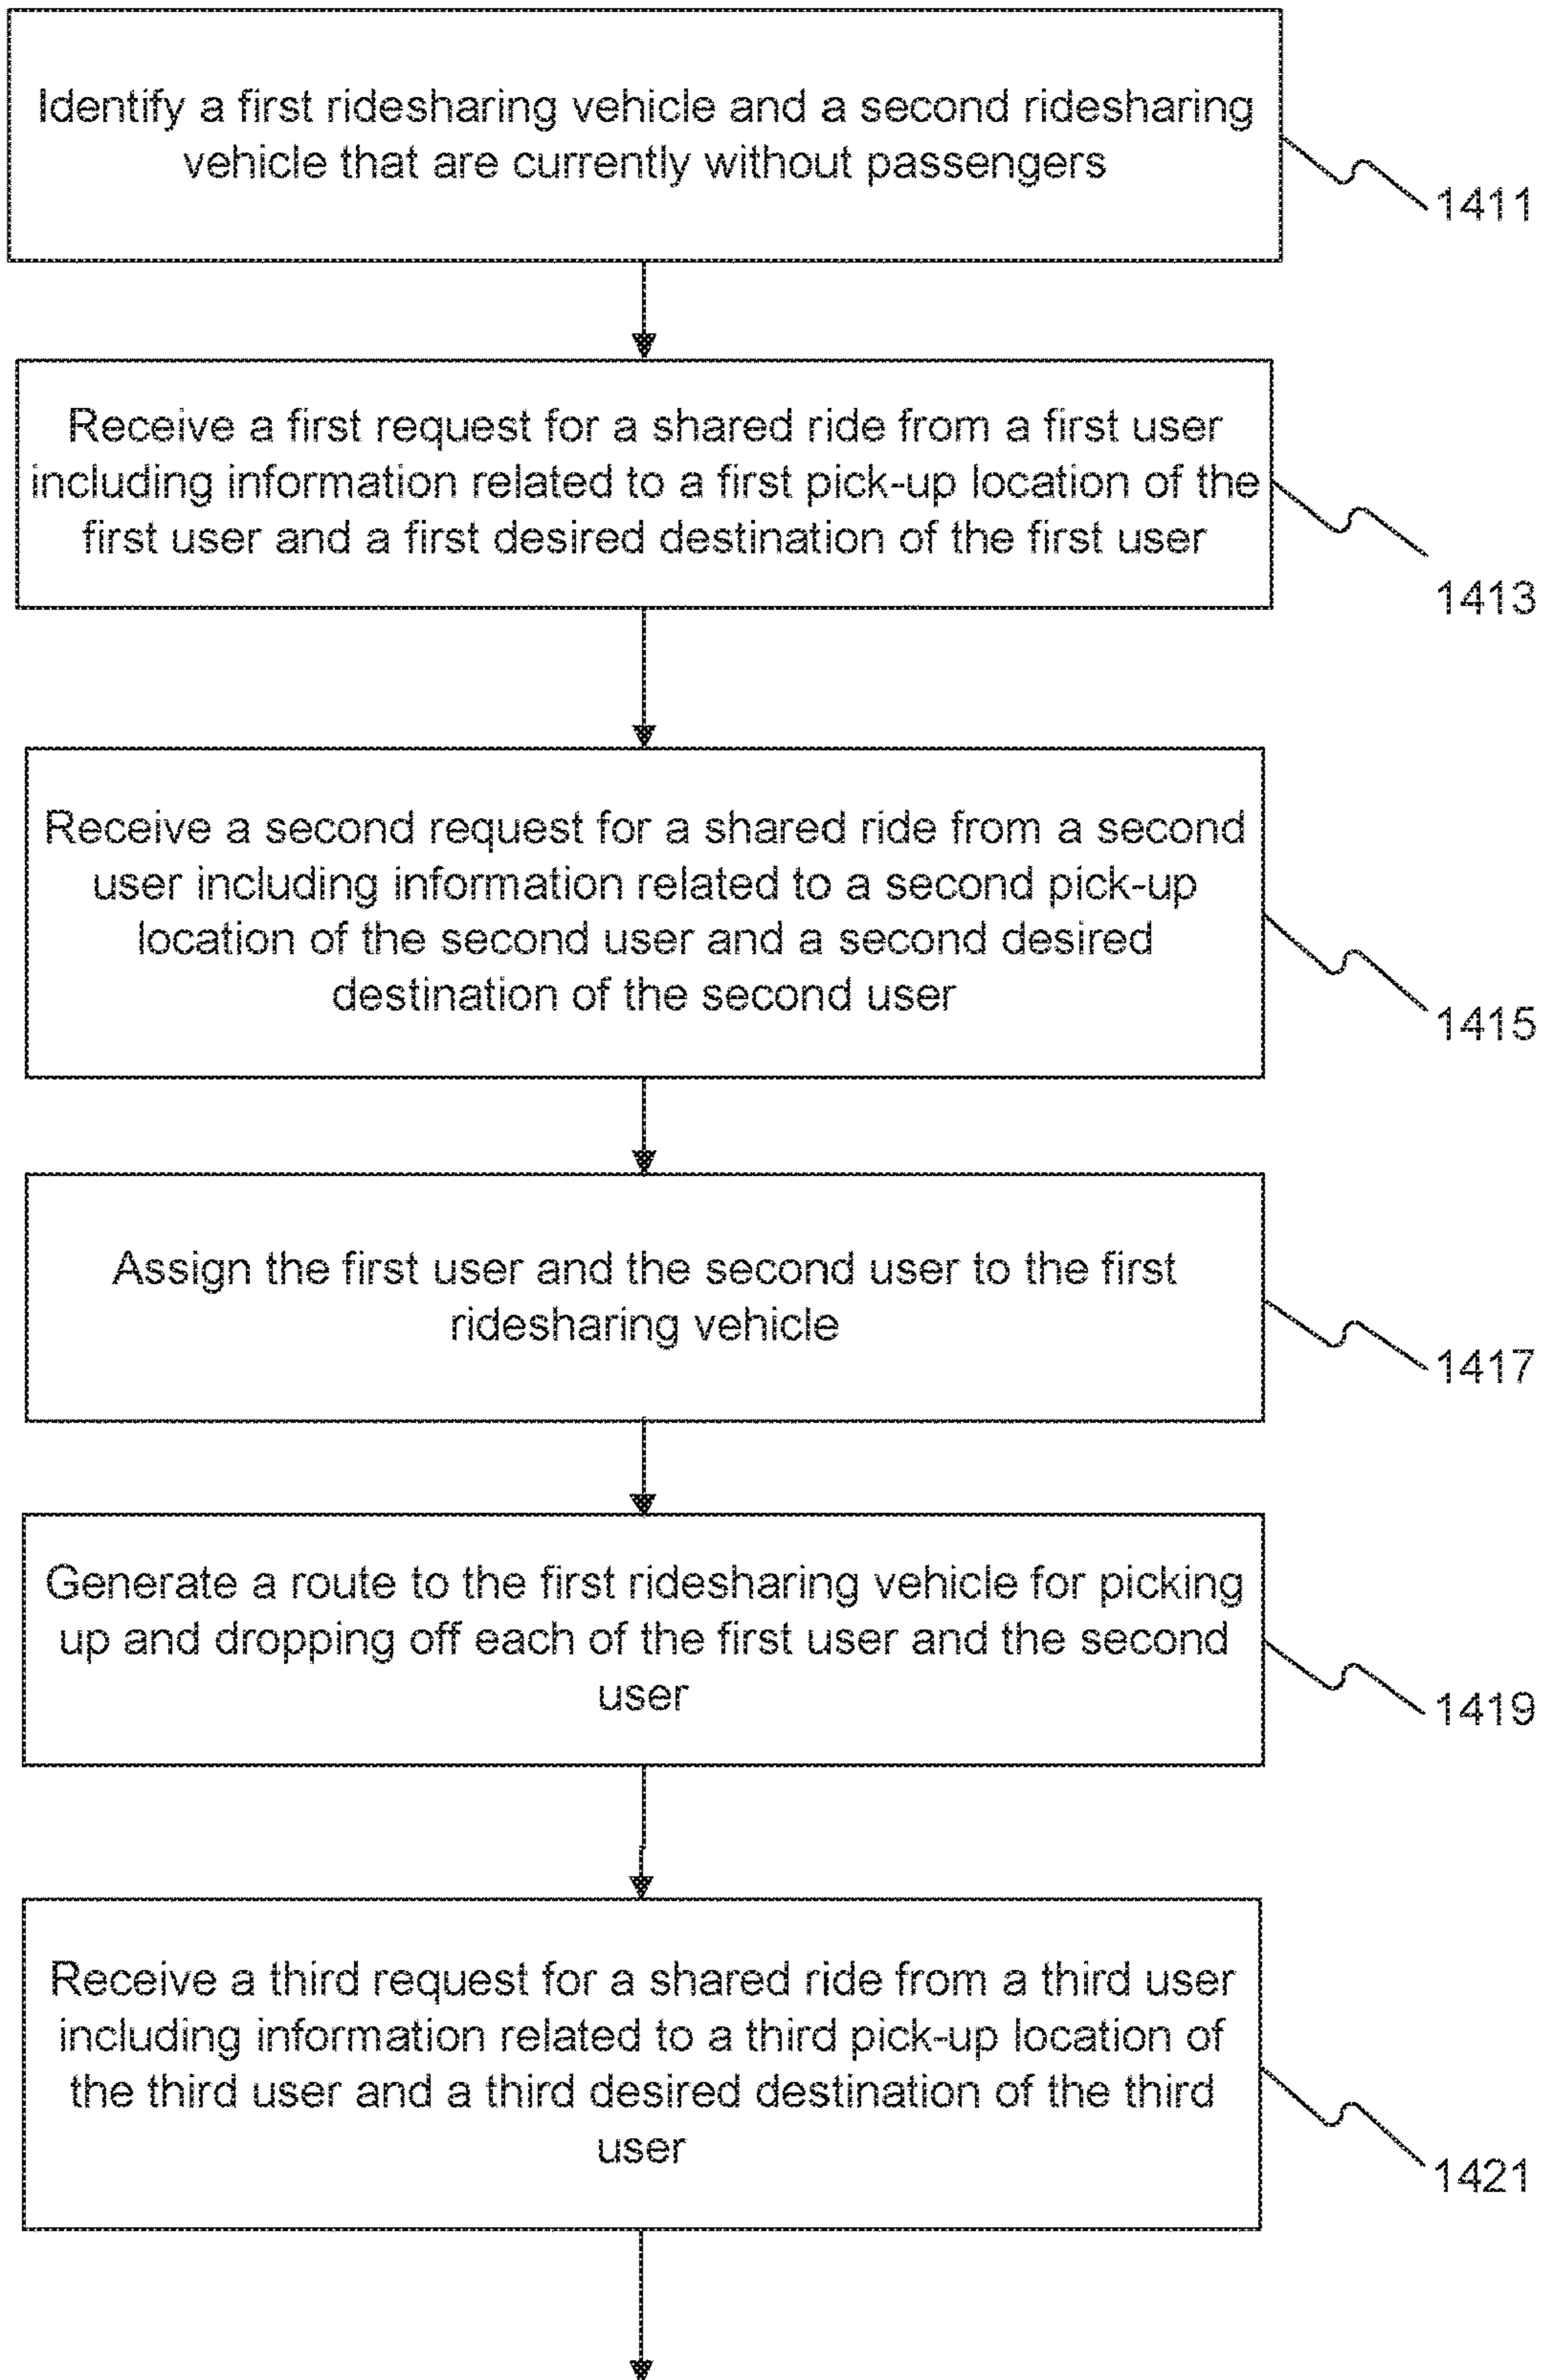 Identify a first ridesharing vehicle and a second ridesharing
vehicle that are currently without passengers
1411
Receive a first request for a shared ride from a first user
including information related to a first pick-up location of the
first user and a first desired destination of the first user
1413
Receive a second request for a shared ride from a second
user including information related to a second pick-up
location of the second user and a second desired
destination of the second user
1415
Assign the first user and the second user to the first
ridesharing vehicle
1417
Generate a route to the first ridesharing vehicle for picking
up and dropping off each of the first user and the second
user
1419
Receive a third request for a shared ride from a third user
including information related to a third pick-up location of
the third user and a third desired destination of the third
user
1421